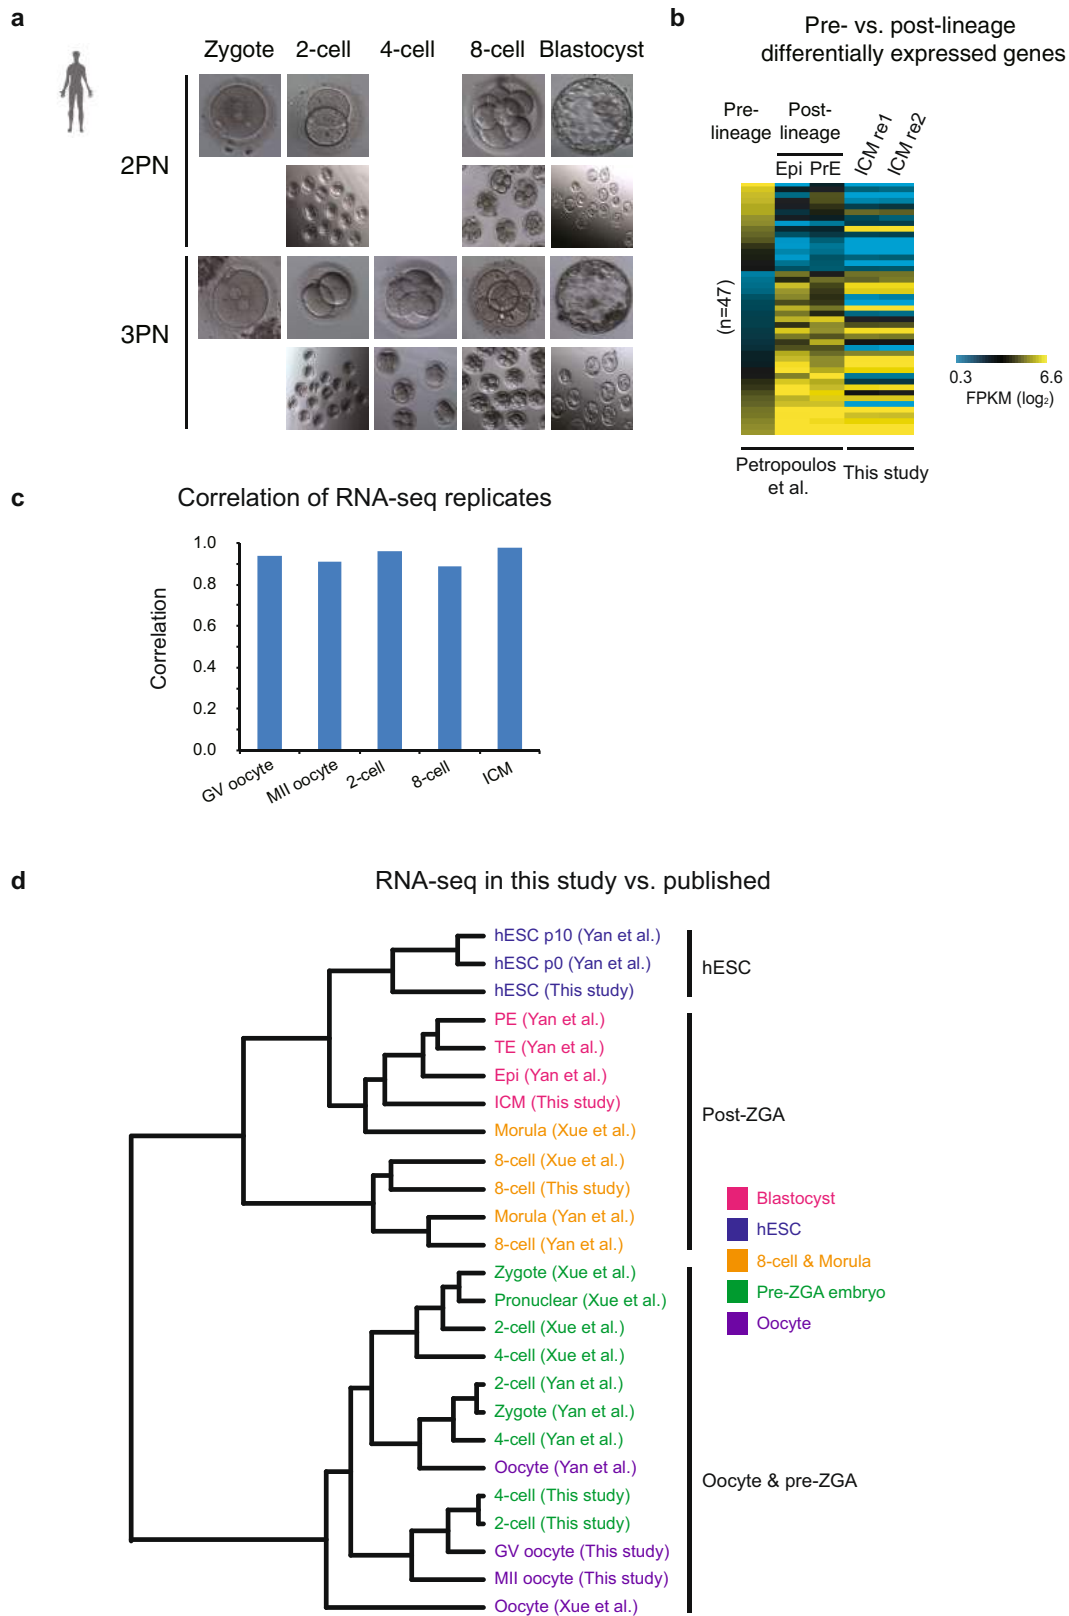 a
Zygote 2-cell 4-cell 8-cell Blastocyst
2PN
3PN
b
Pre- vs. post-lineage
differentially expressed genes
Pre-
lineage
Post-
lineage
Epi PrE
ICM re1
ICM re2
(n=47)
0.3 6.6
FPKM (log₂)
Petropoulos
et al.
This study
c
Correlation of RNA-seq replicates
Correlation
1.0
0.8
0.6
0.4
0.2
0.0
GV oocyte
MII oocyte
2-cell
8-cell
ICM
d
RNA-seq in this study vs. published
hESC p10 (Yan et al.)
hESC p0 (Yan et al.)
hESC (This study)
PE (Yan et al.)
TE (Yan et al.)
Epi (Yan et al.)
ICM (This study)
Morula (Xue et al.)
8-cell (Xue et al.)
8-cell (This study)
Morula (Yan et al.)
8-cell (Yan et al.)
Zygote (Xue et al.)
Pronuclear (Xue et al.)
2-cell (Xue et al.)
4-cell (Xue et al.)
2-cell (Yan et al.)
Zygote (Yan et al.)
4-cell (Yan et al.)
Oocyte (Yan et al.)
4-cell (This study)
2-cell (This study)
GV oocyte (This study)
MII oocyte (This study)
Oocyte (Xue et al.)
hESC
Post-ZGA
Oocyte & pre-ZGA
Blastocyst
hESC
8-cell & Morula
Pre-ZGA embryo
Oocyte